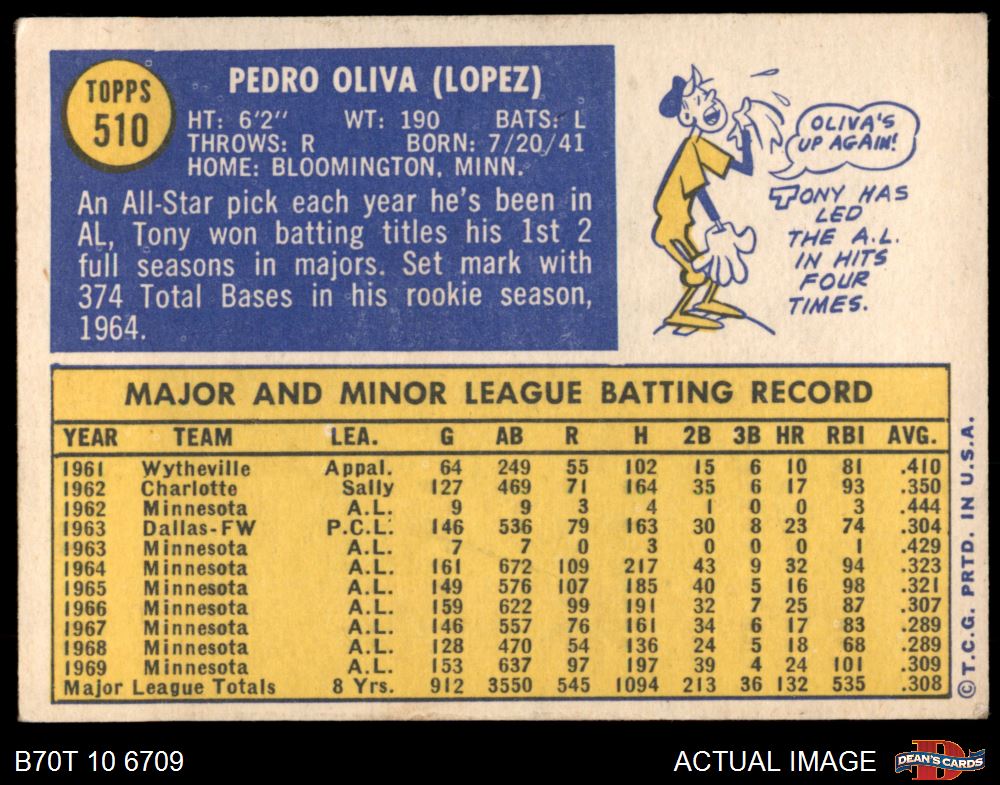 TOPPS
510
PEDRO OLIVA (LOPEZ)
HT: 6'2" WT: 190 BATS: L
THROWS: R BORN: 7/20/41
HOME: BLOOMINGTON, MINN.
An All-Star pick each year he's been in
AL, Tony won batting titles his 1st 2
full seasons in majors. Set mark with
374 Total Bases in his rookie season,
1964.
OLIVA'S
UP AGAIN!
TONY HAS
LED
THE A.L.
IN HITS
FOUR
TIMES.
MAJOR AND MINOR LEAGUE BATTING RECORD
YEAR TEAM LEA. G AB R H 2B 3B HR RBI AVG.
1961 Wytheville Appal. 64 249 55 102 15 6 10 81 .410
1962 Charlotte Sally 127 469 71 164 35 6 17 93 .350
1962 Minnesota A.L. 9 9 3 4 1 0 0 3 .444
1963 Dallas-FW P.C.L. 146 536 79 163 30 8 23 74 .304
1963 Minnesota A.L. 7 7 0 3 0 0 0 1 .429
1964 Minnesota A.L. 161 672 109 217 43 9 32 94 .323
1965 Minnesota A.L. 149 576 107 185 40 5 16 98 .321
1966 Minnesota A.L. 159 622 99 191 32 7 25 87 .307
1967 Minnesota A.L. 146 557 76 161 34 6 17 83 .289
1968 Minnesota A.L. 128 470 54 136 24 5 18 68 .289
1969 Minnesota A.L. 153 637 97 197 39 4 24 101 .309
Major League Totals 8 Yrs. 912 3550 545 1094 213 36 132 535 .308
© T.C.G. PRTD. IN U.S.A.
B70T 10 6709
ACTUAL IMAGE
DEAN'S CARDS